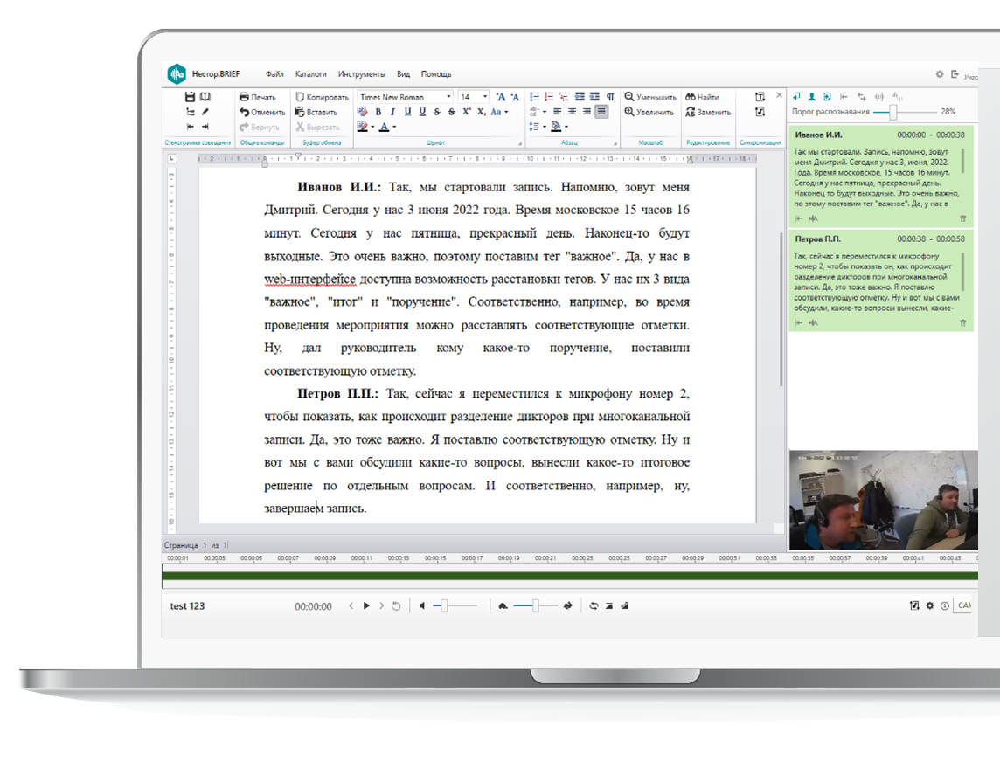 Нестор.BRIEF Файл Каталоги Инструменты Вид Помощь
Печать Копировать Times New Roman 14 Уменьшить Найти
Отменить Вставить Увеличить Заменить
Вернуть Вырезать
Стенограмма совещания Общие команды Буфер обмена Шрифт Абзац Масштаб Редактирование Синхронизация
Порог распознавания 28%
Иванов И.И.: Так, мы стартовали запись. Напомню, зовут меня
Дмитрий. Сегодня у нас 3 июня 2022 года. Время московское 15 часов 16
минут. Сегодня у нас пятница, прекрасный день. Наконец-то будут
выходные. Это очень важно, поэтому поставим тег "важное". Да, у нас в
web-интерфейсе доступна возможность расстановки тегов. У нас их 3 вида
"важное", "итог" и "поручение". Соответственно, например, во время
проведения мероприятия можно расставлять соответствующие отметки.
Ну, дал руководитель кому какое-то поручение, поставили
соответствующую отметку.
Петров П.П.: Так, сейчас я переместился к микрофону номер 2,
чтобы показать, как происходит разделение дикторов при многоканальной
записи. Да, это тоже важно. Я поставлю соответствующую отметку. Ну и
вот мы с вами обсудили какие-то вопросы, вынесли какое-то итоговое
решение по отдельным вопросам. И соответственно, например, ну,
завершаем запись.
Иванов И.И. 00:00:00 - 00:00:38
Так мы стартовали. Запись, напомню, зовут
меня Дмитрий. Сегодня у нас 3, июня, 2022.
Года. Время московское, 15 часов 16 минут.
Сегодня у нас пятница, прекрасный день.
Наконец то будут выходные. Это очень важно,
по этому поставим тег "важное". Да, у нас в
Петров П.П. 00:00:38 - 00:00:58
Так, сейчас я переместился к микрофону
номер 2, чтобы показать он, как происходит
разделение дикторов при многоканальной
записи. Да, это тоже важно. Я поставлю
соответствующую отметку. Ну и вот мы с вами
обсудили, какие-то вопросы вынесли, какие-
Страница 1 из 1
00:00:01 00:00:03 00:00:05 00:00:07 00:00:09 00:00:11 00:00:13 00:00:15 00:00:17 00:00:19 00:00:21 00:00:23 00:00:25 00:00:27 00:00:29 00:00:31 00:00:33 00:00:35 00:00:37 00:00:39 00:00:41 00:00:43
test 123 00:00:00